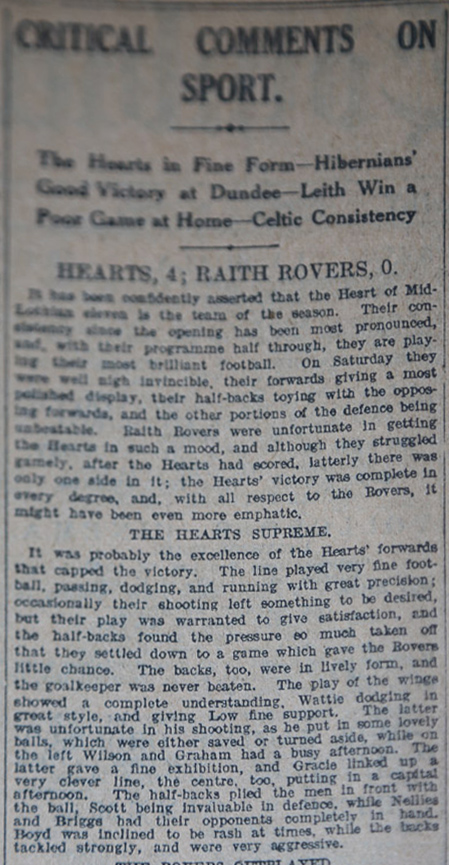 CRITICAL COMMENTS ON
SPORT.
The Hearts in Fine Form—Hibernians'
Good Victory at Dundee—Leith Win a
Poor Game at Home—Celtic Consistency
HEARTS, 4; RAITH ROVERS, 0.
It has been confidently asserted that the Heart of Mid-
Lothian eleven is the team of the season. Their con-
sistency since the opening has been most pronounced,
and, with their programme half through, they are play-
ing their most brilliant football. On Saturday they
were well nigh invincible, their forwards giving a most
polished display, their half-backs toying with the oppos-
ing forwards, and the other portions of the defence being
unbeatable. Raith Rovers were unfortunate in getting
the Hearts in such a mood, and although they struggled
gamely, after the Hearts had scored, latterly there was
only one side in it; the Hearts' victory was complete in
every degree, and, with all respect to the Rovers, it
might have been even more emphatic.
THE HEARTS SUPREME.
It was probably the excellence of the Hearts' forwards
that capped the victory. The line played very fine foot-
ball, passing, dodging, and running with great precision;
occasionally their shooting left something to be desired,
but their play was warranted to give satisfaction, and
the half-backs found the pressure so much taken off
that they settled down to a game which gave the Rovers
little chance. The backs, too, were in lively form, and
the goalkeeper was never beaten. The play of the wings
showed a complete understanding, Wattie dodging in
great style, and giving Low fine support. The latter
was unfortunate in his shooting, as he put in some lovely
balls, which were either saved or turned aside, while on
the left Wilson and Graham had a busy afternoon. The
latter gave a fine exhibition, and Gracie linked up a
very clever line, the centre, too, putting in a capital
afternoon. The half-backs plied the men in front with
the ball, Scott being invaluable in defence, while Nellies
and Briggs had their opponents completely in hand.
Boyd was inclined to be rash at times, while the backs
tackled strongly, and were very aggressive.
THE ROVERS OUTPLAYED